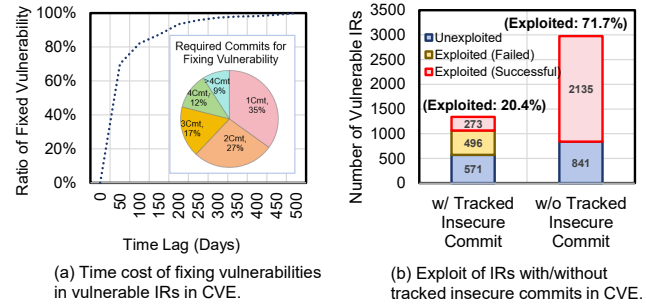 Ratio of Fixed Vulnerability
100%
80%
60%
40%
20%
0%
Required Commits for
Fixing Vulnerability
>4Cmt,
9%
4Cmt,
12%
3Cmt,
17%
2Cmt,
27%
1Cmt,
35%
0
50
100
150
200
250
300
350
400
450
500
Time Lag (Days)
(a) Time cost of fixing vulnerabilities
in vulnerable IRs in CVE.
Number of Vulnerable IRs
3500
3000
2500
2000
1500
1000
500
0
(Exploited: 71.7%)
Unexploited
Exploited (Failed)
Exploited (Successful)
(Exploited: 20.4%)
273
496
571
2135
841
w/ Tracked
Insecure
Commit
w/o Tracked
Insecure
Commit
(b) Exploit of IRs with/without
tracked insecure commits in CVE.